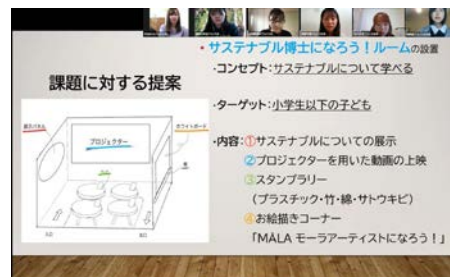 ・サステナブル博士になろう！ルームの設置
・コンセプト：サステナブルについて学べる
課題に対する提案
・ターゲット：小学生以下の子ども
・内容：①サステナブルについての展示
②プロジェクターを用いた動画の上映
③スタンプラリー
（プラスチック・竹・綿・サトウキビ）
④お絵描きコーナー
「MÄLA モーラアーティストになろう！」
プロジェクター
ホワイトボード
入口